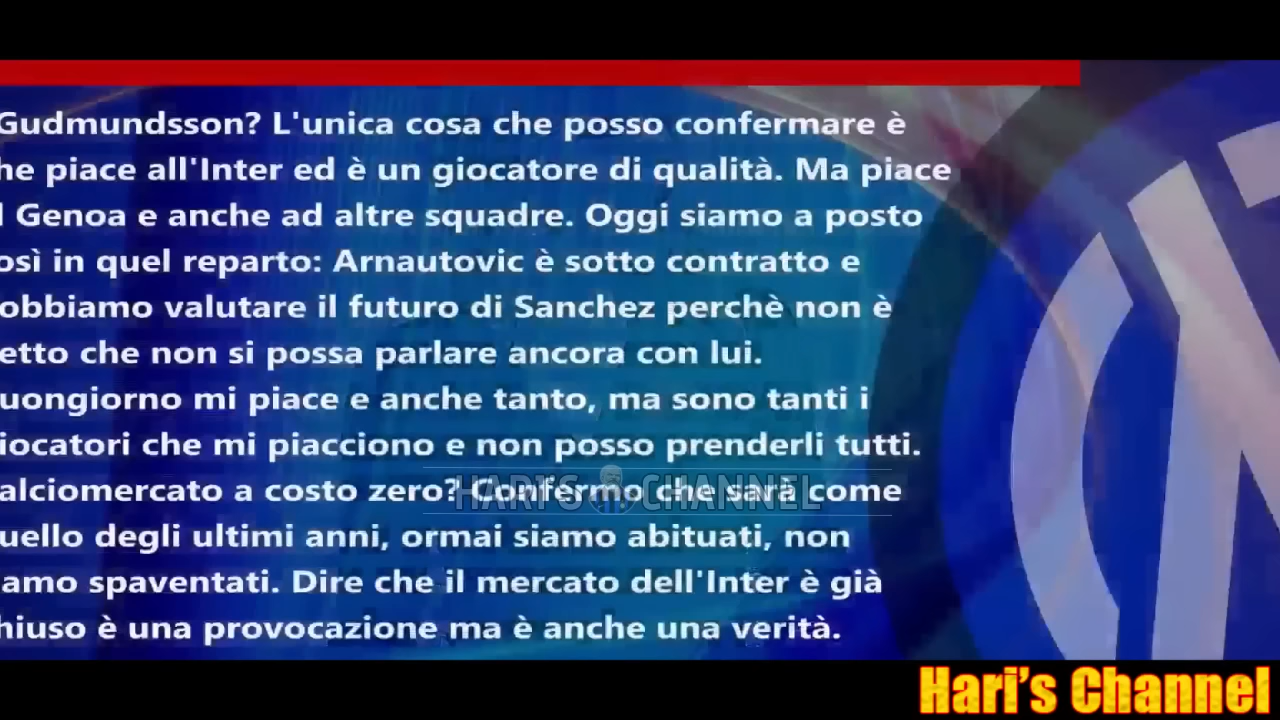 Gudmundsson? L'unica cosa che posso confermare è
he piace all'Inter ed è un giocatore di qualità. Ma piace
l Genoa e anche ad altre squadre. Oggi siamo a posto
osì in quel reparto: Arnautovic è sotto contratto e
obbiamo valutare il futuro di Sanchez perchè non è
etto che non si possa parlare ancora con lui.
uongiorno mi piace e anche tanto, ma sono tanti i
iocatori che mi piacciono e non posso prenderli tutti.
alciomercato a costo zero? Confermo che sarà come
HARI'S CHANNEL
uello degli ultimi anni, ormai siamo abituati, non
amo spaventati. Dire che il mercato dell'Inter è già
hiuso è una provocazione ma è anche una verità.
Hari's Channel